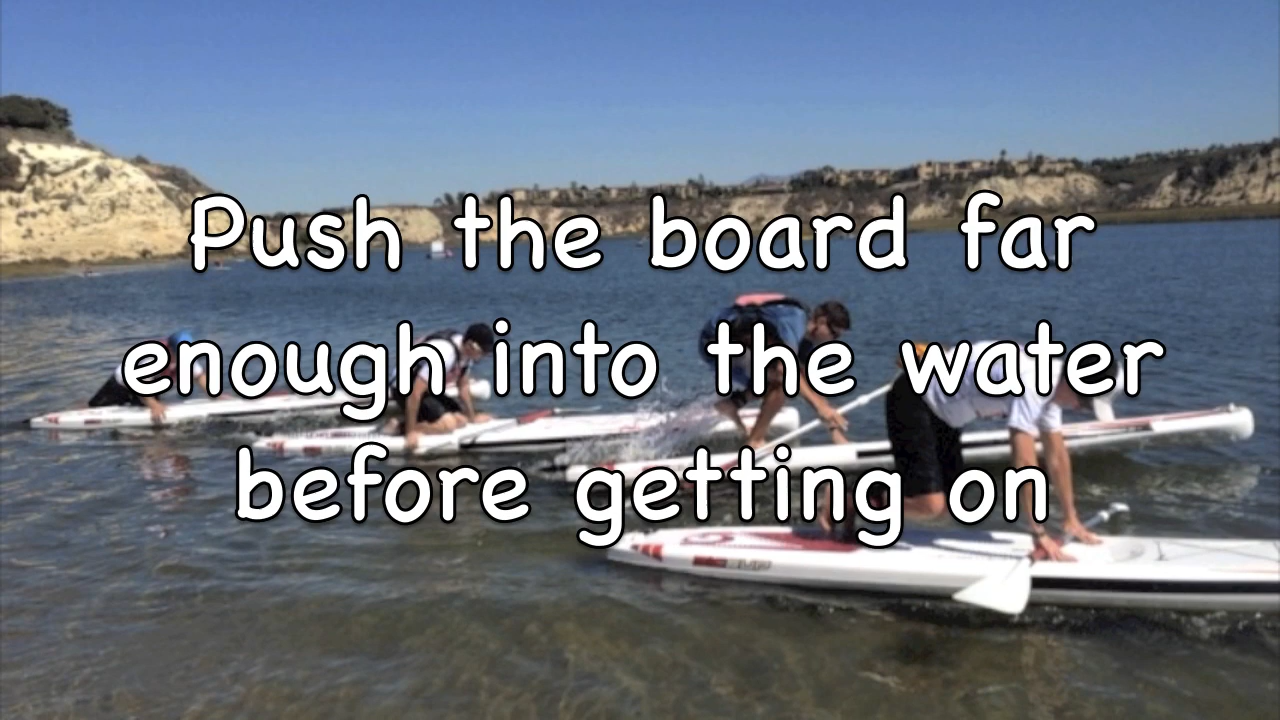 Push the board far
enough into the water
before getting on